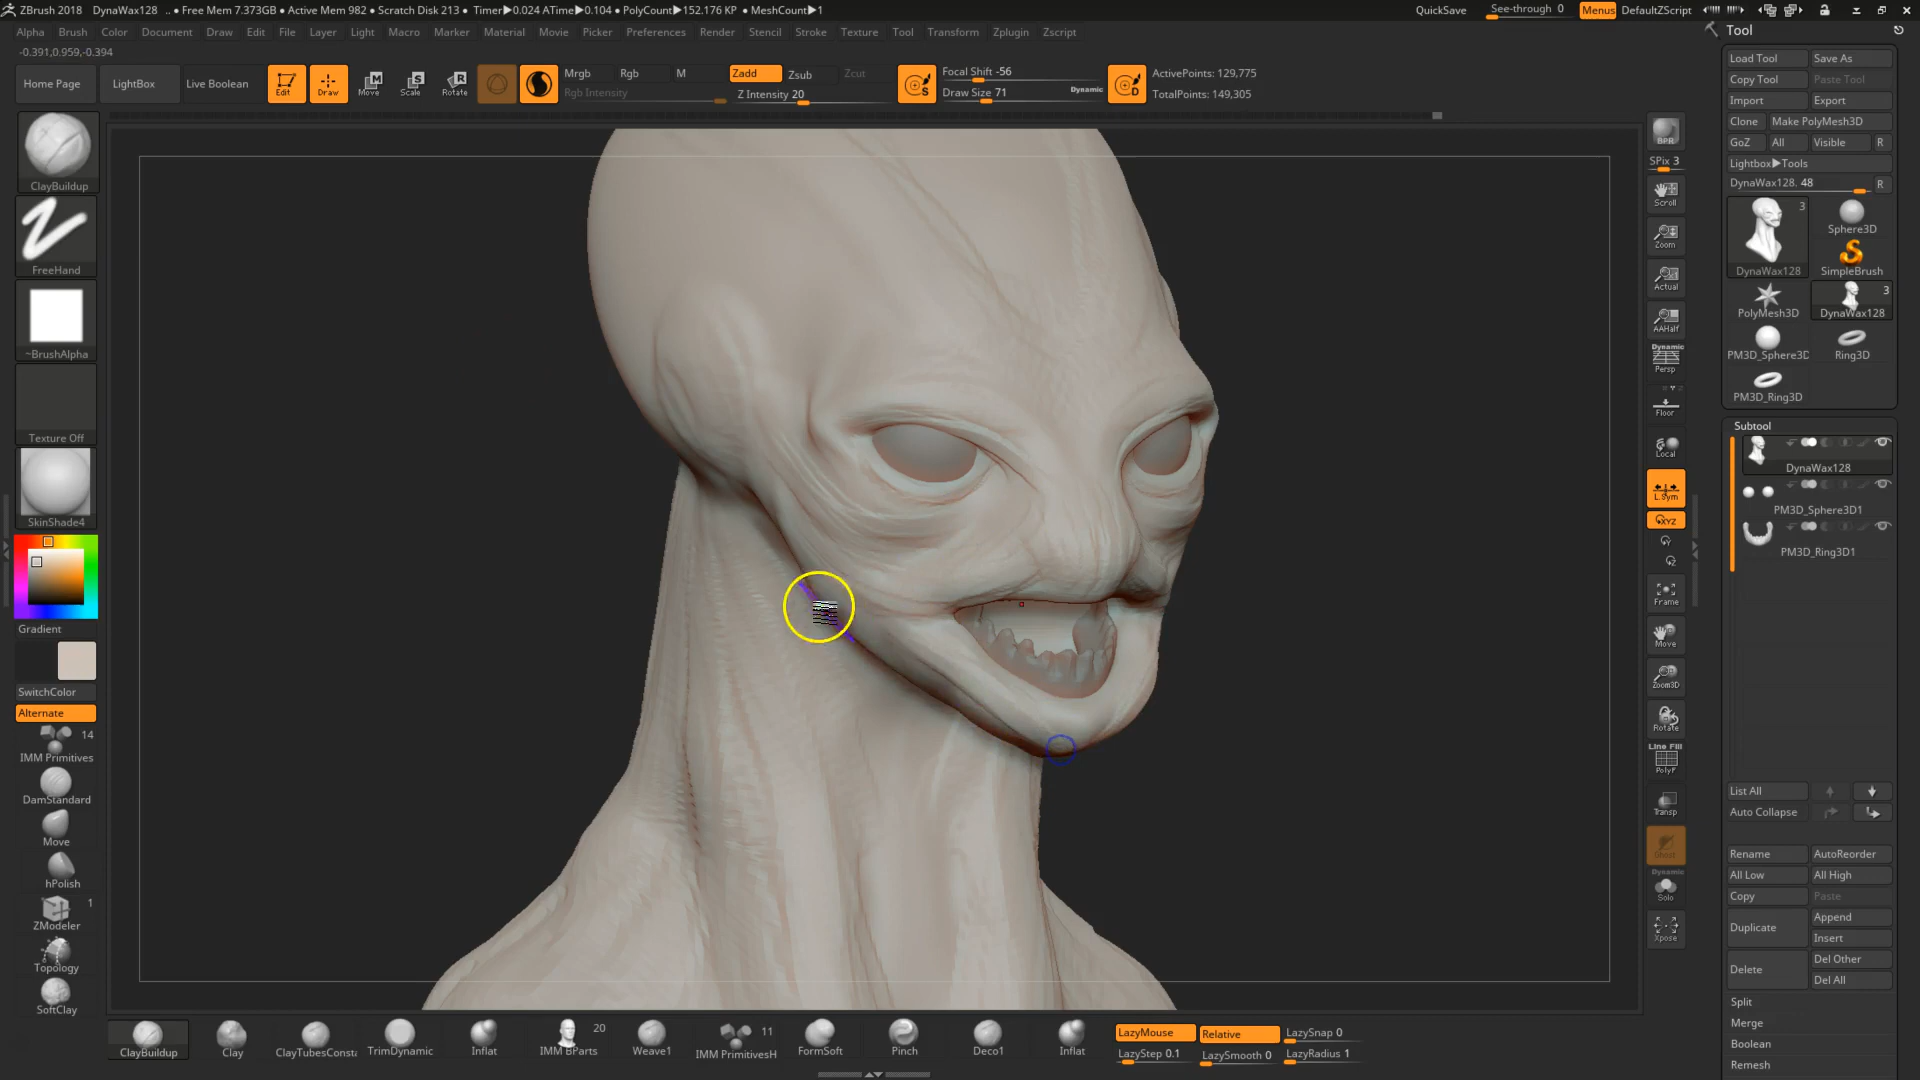 ZBrush 2018 DynaWax128 .. ● Free Mem 7.373GB ● Active Mem 982 ● Scratch Disk 213 ● Timer▶0.024 ATime▶0.104 ● PolyCount▶152.176 KP ● MeshCount▶1 QuickSave See-through 0 Menus DefaultZScript
Alpha Brush Color Document Draw Edit File Layer Light Macro Marker Material Movie Picker Preferences Render Stencil Stroke Texture Tool Transform Zplugin Zscript
-0.391,0.959,-0.394
Home Page LightBox Live Boolean Edit Draw Move Scale Rotate
Mrgb Rgb M Zadd Zsub Zcut
Rgb Intensity Z Intensity 20
Focal Shift -56
Draw Size 71 Dynamic
ActivePoints: 129,775
TotalPoints: 149,305
ClayBuildup
FreeHand
~BrushAlpha
Texture Off
SkinShade4
Gradient
SwitchColor
Alternate
14
IMM Primitives
DamStandard
Move
hPolish
1
ZModeler
Topology
SoftClay
BPR
SPix 3
Scroll
Zoom
Actual
AAHalf
Dynamic
Persp
Floor
Local
L.Sym
XYZ
Frame
Move
Zoom3D
Rotate
Line Fill
PolyF
Transp
Ghost
Dynamic
Solo
Xpose
Tool
Load Tool Save As
Copy Tool Paste Tool
Import Export
Clone Make PolyMesh3D
GoZ All Visible R
Lightbox▶Tools
DynaWax128. 48 R
3
DynaWax128
Sphere3D
SimpleBrush
PolyMesh3D
3
DynaWax128
PM3D_Sphere3D
Ring3D
PM3D_Ring3D
Subtool
DynaWax128
PM3D_Sphere3D1
PM3D_Ring3D1
List All
Auto Collapse
Rename AutoReorder
All Low All High
Copy Paste
Duplicate Append
Insert
Delete Del Other
Del All
Split
Merge
Boolean
Remesh
ClayBuildup Clay ClayTubesConsta TrimDynamic Inflat IMM BParts 20 Weave1 IMM PrimitivesH 11 FormSoft Pinch Deco1 Inflat
LazyMouse Relative LazySnap 0
LazyStep 0.1 LazySmooth 0 LazyRadius 1